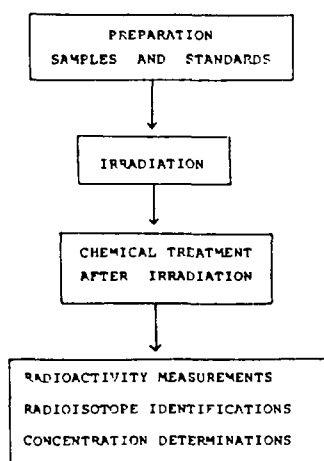 PREPARATION
SAMPLES AND STANDARDS
IRRADIATION
CHEMICAL TREATMENT
AFTER IRRADIATION
RADIOACTIVITY MEASUREMENTS
RADIOISOTOPE IDENTIFICATIONS
CONCENTRATION DETERMINATIONS